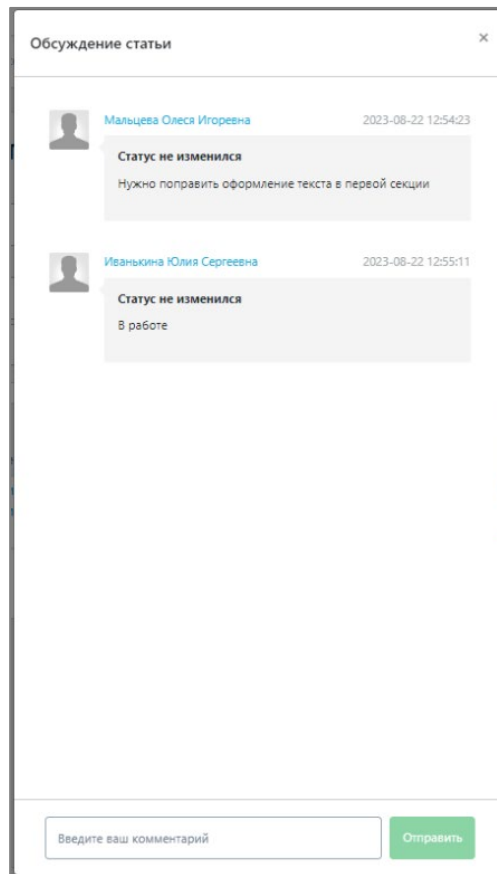 Обсуждение статьи
×
Мальцева Олеся Игоревна 2023-08-22 12:54:23
Статус не изменился
Нужно поправить оформление текста в первой секции
Иванькина Юлия Сергеевна 2023-08-22 12:55:11
Статус не изменился
В работе
Введите ваш комментарий Отправить